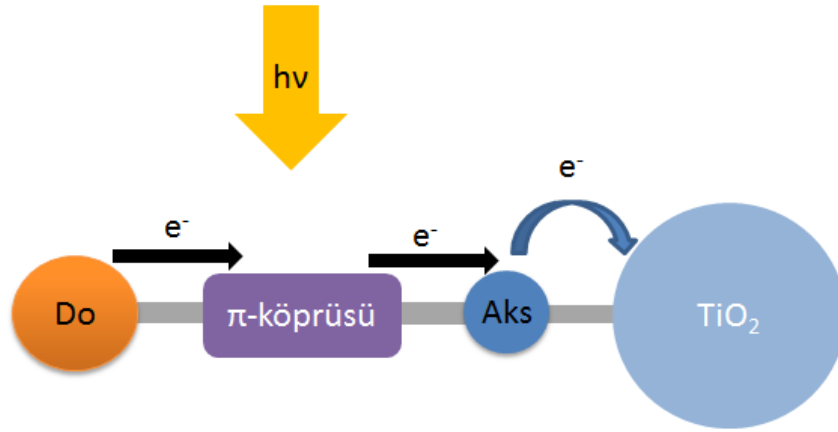 hν
e-
e-
e-
Do
π-köprüsü
Aks
TiO2